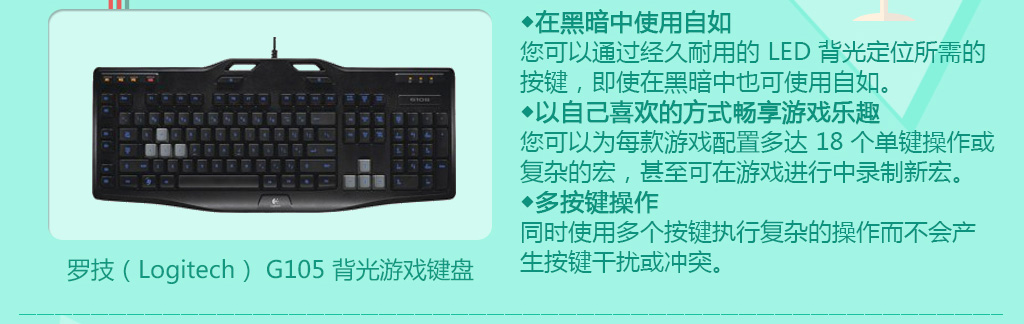 G105
罗技（Logitech） G105 背光游戏键盘
◆在黑暗中使用自如
您可以通过经久耐用的 LED 背光定位所需的
按键，即使在黑暗中也可使用自如。
◆以自己喜欢的方式畅享游戏乐趣
您可以为每款游戏配置多达 18 个单键操作或
复杂的宏，甚至可在游戏进行中录制新宏。
◆多按键操作
同时使用多个按键执行复杂的操作而不会产
生按键干扰或冲突。